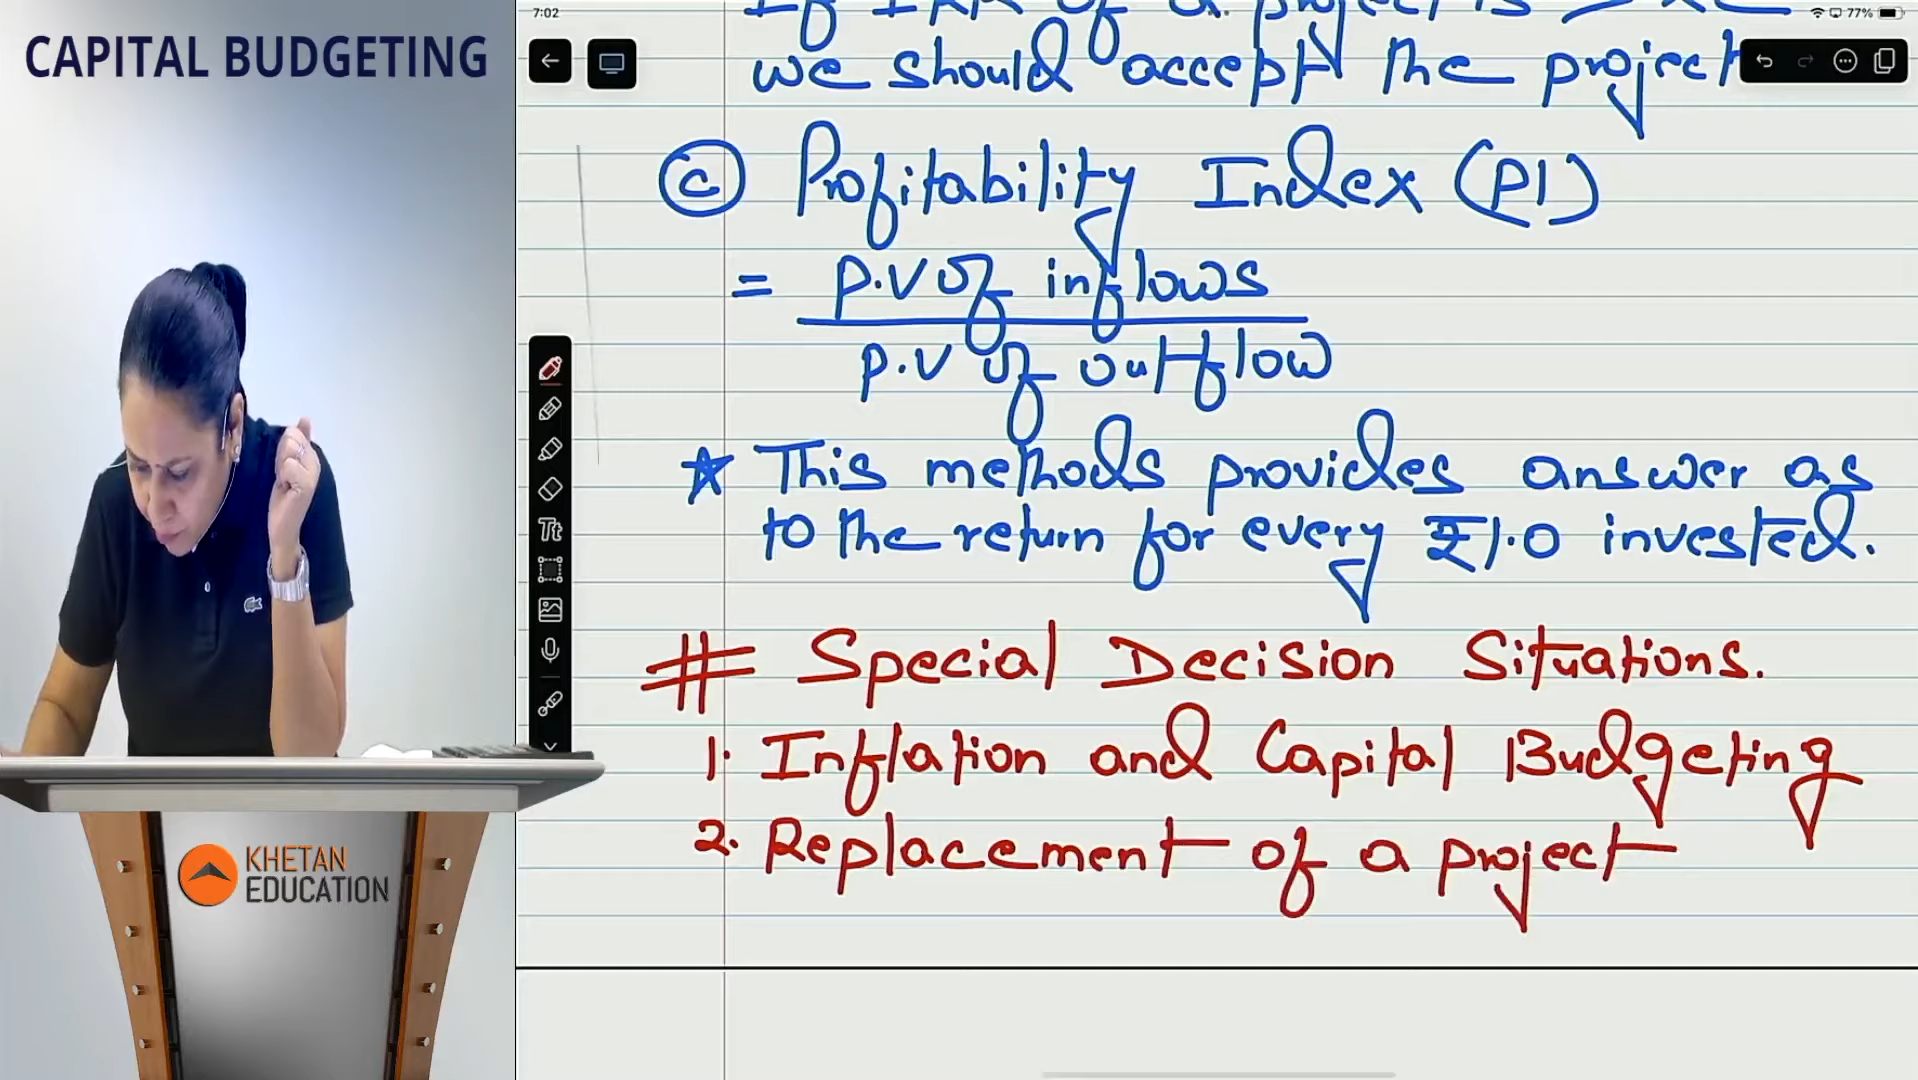 CAPITAL BUDGETING
7:02
77%
we should accept the project
Tt
C Profitability Index (PI)
= P.V of inflows
P.V of outflow
* This methods provides answer as
to the return for every ₹1.0 invested.
# Special Decision Situations.
1. Inflation and Capital Budgeting
2. Replacement of a project
KHETAN
EDUCATION